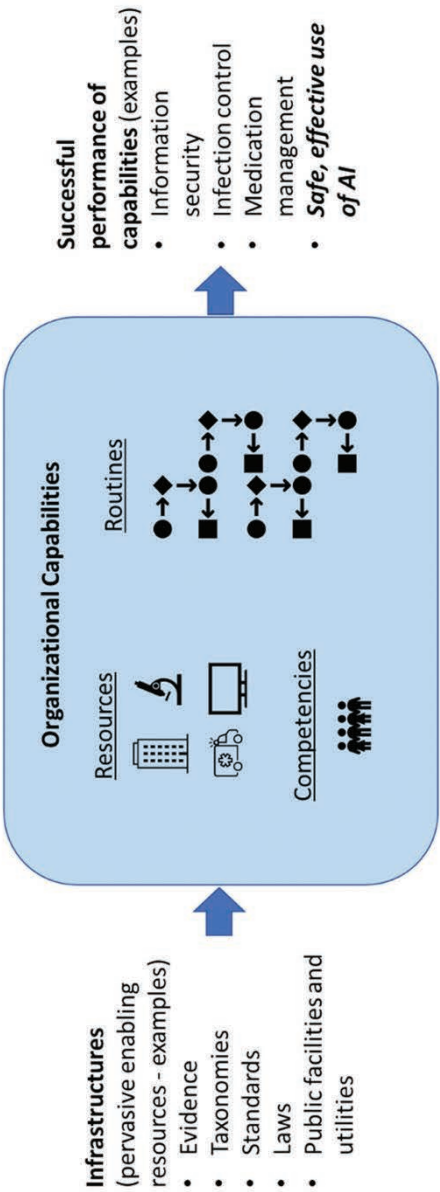 Infrastructures
(pervasive enabling
resources - examples)
• Evidence
• Taxonomies
• Standards
• Laws
• Public facilities and
utilities
Organizational Capabilities
Resources
Competencies
Routines
Successful
performance of
capabilities (examples)
• Information
security
• Infection control
• Medication
management
• Safe, effective use
of AI